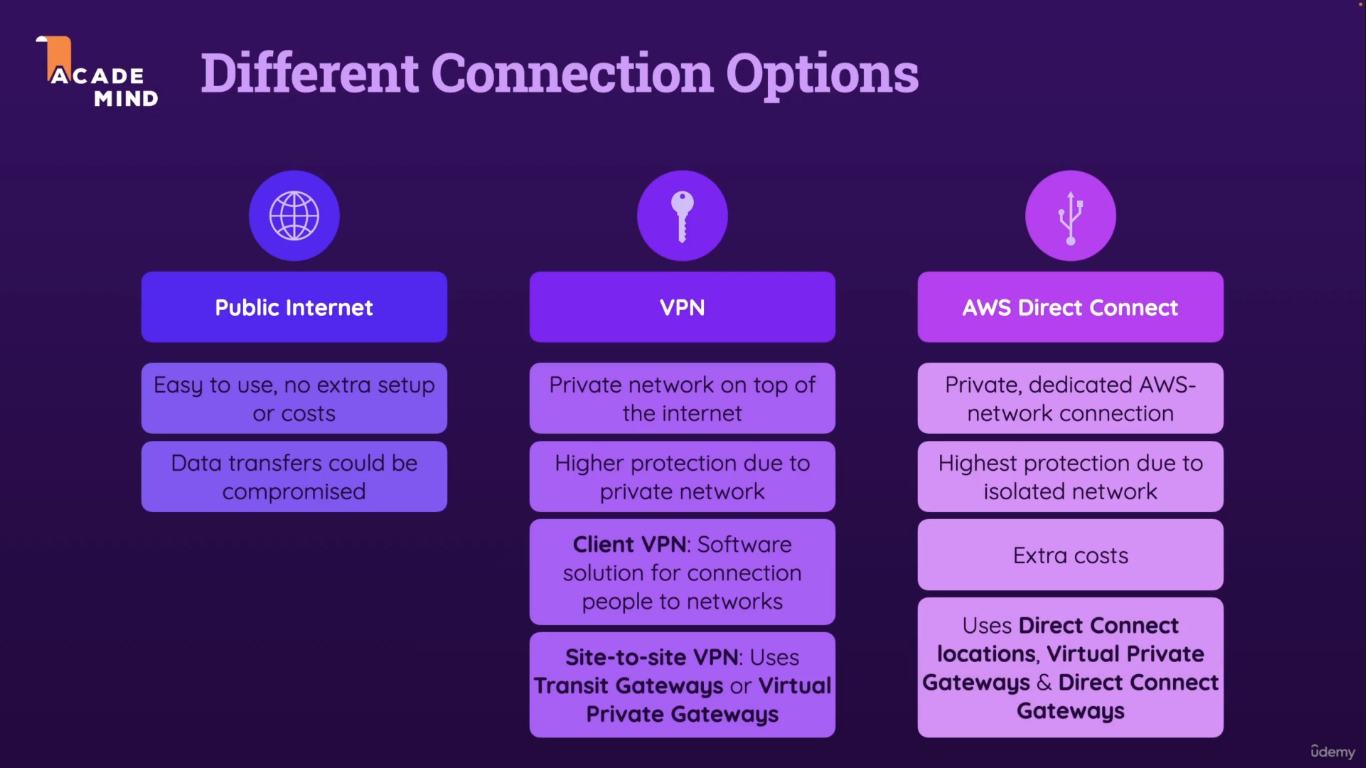 ACADE
MIND
Different Connection Options
Public Internet
Easy to use, no extra setup
or costs
Data transfers could be
compromised
VPN
Private network on top of
the internet
Higher protection due to
private network
Client VPN: Software
solution for connection
people to networks
Site-to-site VPN: Uses
Transit Gateways or Virtual
Private Gateways
AWS Direct Connect
Private, dedicated AWS-
network connection
Highest protection due to
isolated network
Extra costs
Uses Direct Connect
locations, Virtual Private
Gateways & Direct Connect
Gateways
ûdemy